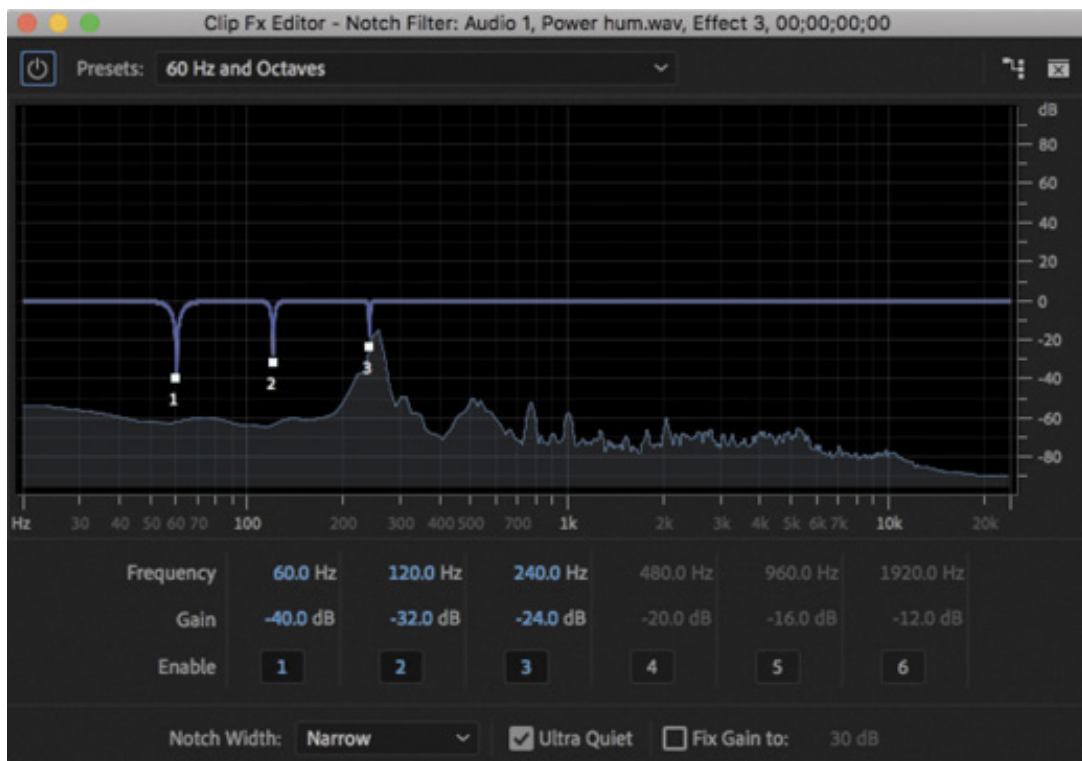 Clip Fx Editor - Notch Filter: Audio 1, Power hum.wav, Effect 3, 00;00;00;00
Presets: 60 Hz and Octaves
dB
80
60
40
20
0
-20
-40
-60
-80
1 2 3
Hz 30 40 50 60 70 100 200 300 400 500 700 1k 2k 3k 4k 5k 6k 7k 10k 20k
Frequency 60.0 Hz 120.0 Hz 240.0 Hz 480.0 Hz 960.0 Hz 1920.0 Hz
Gain -40.0 dB -32.0 dB -24.0 dB -20.0 dB -16.0 dB -12.0 dB
Enable 1 2 3 4 5 6
Notch Width: Narrow Ultra Quiet Fix Gain to: 30 dB